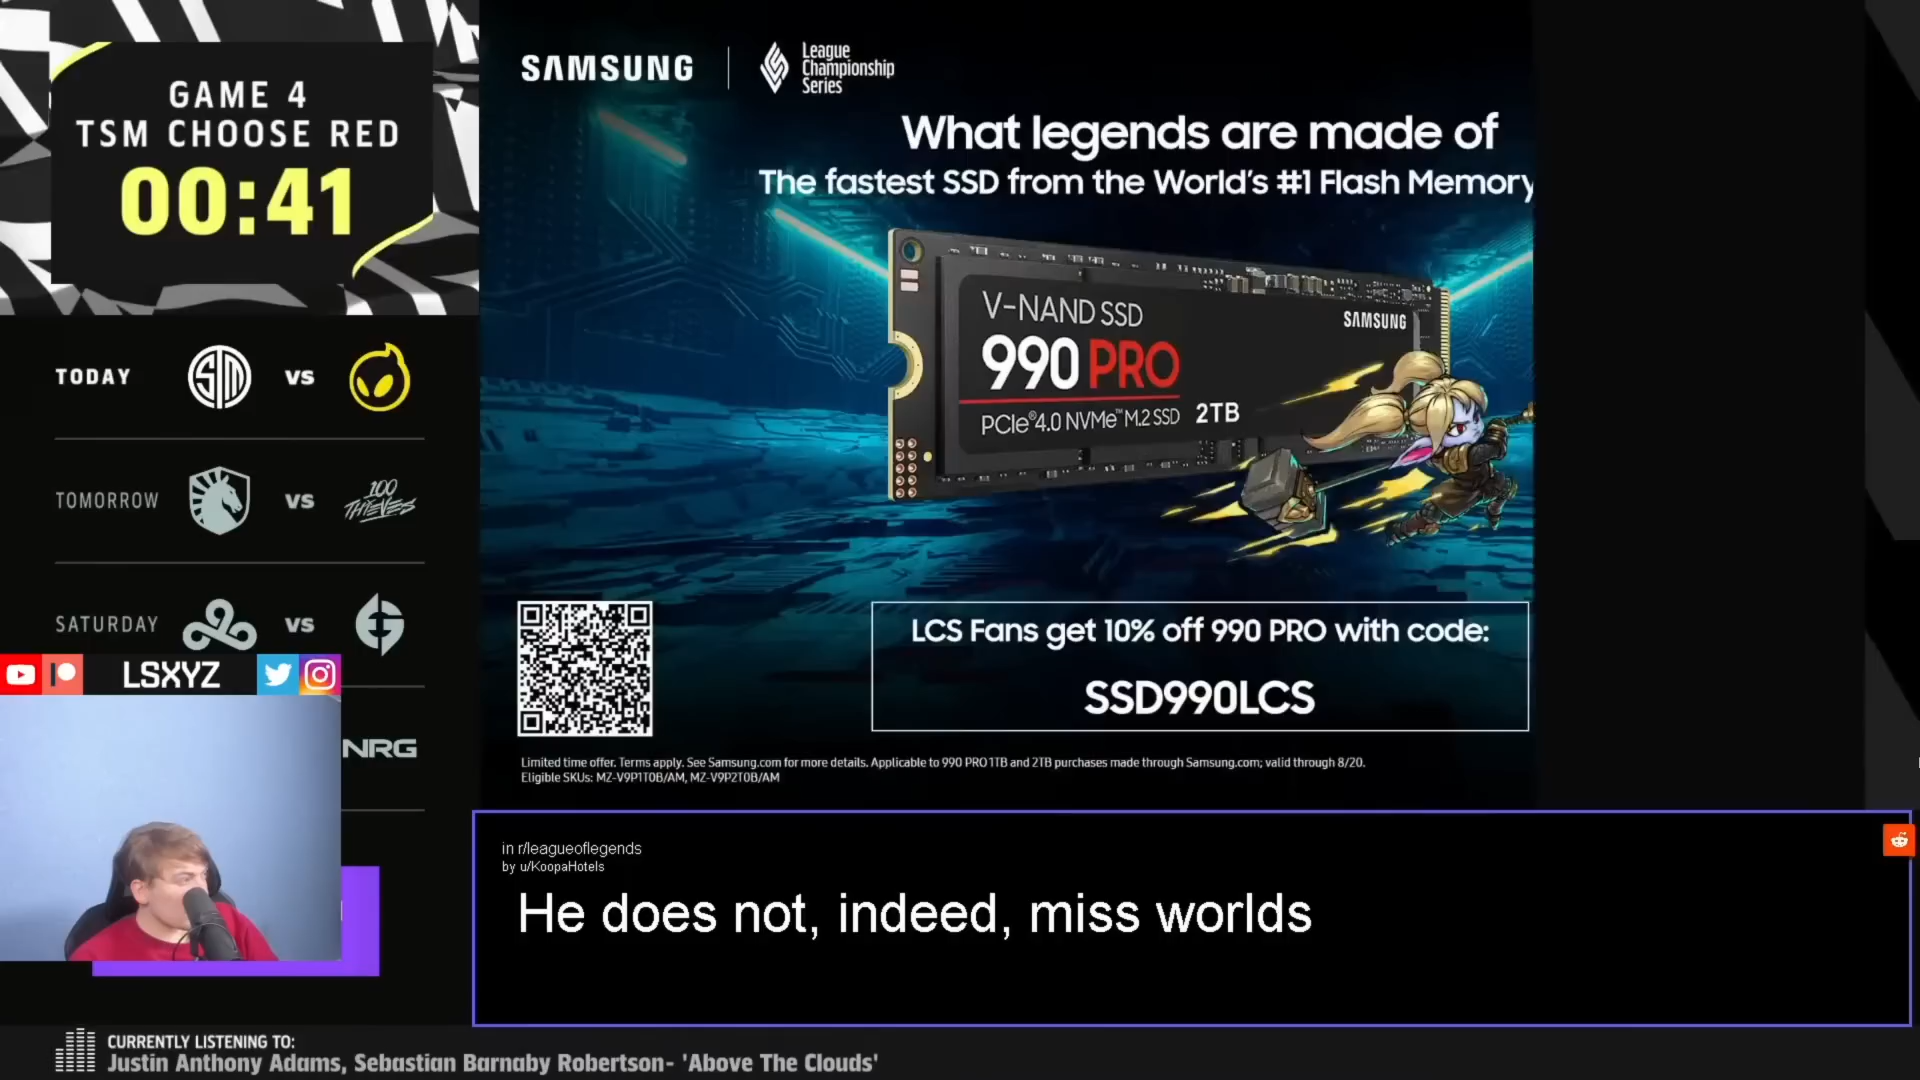 GAME 4
TSM CHOOSE RED
00:41
TODAY
TSM
vs
TOMORROW
vs
100
THIEVES
SATURDAY
vs
LSXYZ
NRG
SAMSUNG
League
Championship
Series
What legends are made of
The fastest SSD from the World's #1 Flash Memory
V-NAND SSD
SAMSUNG
990 PRO
PCIe®4.0 NVMe™ M.2 SSD 2TB
LCS Fans get 10% off 990 PRO with code:
SSD990LCS
Limited time offer. Terms apply. See Samsung.com for more details. Applicable to 990 PRO 1TB and 2TB purchases made through Samsung.com; valid through 8/20.
Eligible SKUs: MZ-V9P1T0B/AM, MZ-V9P2T0B/AM
in r/leagueoflegends
by u/KoopaHotels
He does not, indeed, miss worlds
CURRENTLY LISTENING TO:
Justin Anthony Adams, Sebastian Barnaby Robertson- 'Above The Clouds'